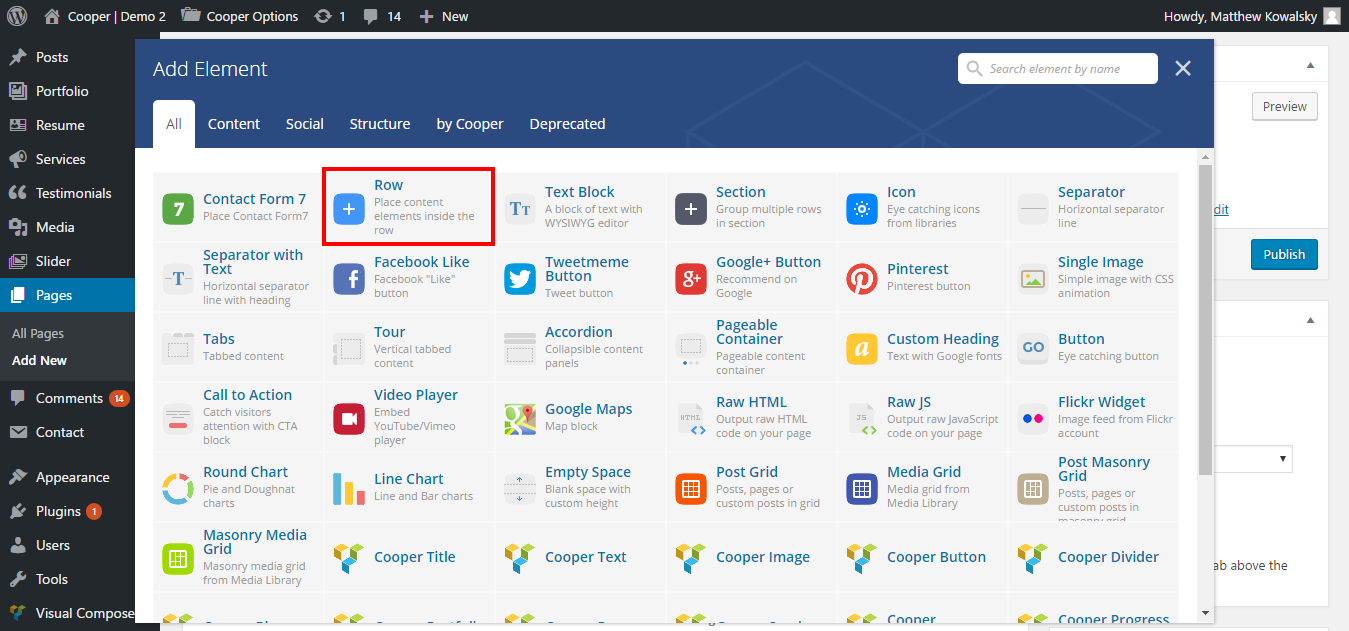 Cooper | Demo 2
Cooper Options
1
14
New
Howdy, Matthew Kowalsky
Posts
Portfolio
Resume
Services
Testimonials
Media
Slider
Pages
All Pages
Add New
Comments 14
Contact
Appearance
Plugins 1
Users
Tools
Visual Compose
Add Element
Search element by name
All
Content
Social
Structure
by Cooper
Deprecated
7
Contact Form 7
Place Contact Form7
Row
Place content
elements inside the
row
TT
Text Block
A block of text with
WYSIWYG editor
Section
Group multiple rows
in section
Icon
Eye catching icons
from libraries
Separator
Horizontal separator
line
T
Separator with
Text
Horizontal separator
line with heading
f
Facebook Like
Facebook "Like"
button
Tweetmeme
Button
Tweet button
g+
Google+ Button
Recommend on
Google
Pinterest
Pinterest button
Single Image
Simple image with CSS
animation
Tabs
Tabbed content
Tour
Vertical tabbed
content
Accordion
Collapsible content
panels
Pageable
Container
Pageable content
container
a
Custom Heading
Text with Google fonts
GO
Button
Eye catching button
Call to Action
Catch visitors
attention with CTA
block
Video Player
Embed
YouTube/Vimeo
player
Google Maps
Map block
HTML
Raw HTML
Output raw HTML
code on your page
JS
Raw JS
Output raw JavaScript
code on your page
Flickr Widget
Image feed from Flickr
account
Round Chart
Pie and Doughnat
charts
Line Chart
Line and Bar charts
Empty Space
Blank space with
custom height
Post Grid
Posts, pages or
custom posts in grid
Media Grid
Media grid from
Media Library
Post Masonry
Grid
Posts, pages or
custom posts in
masonry grid
Masonry Media
Grid
Masonry media grid
from Media Library
Cooper Title
Cooper Text
Cooper Image
Cooper Button
Cooper Divider
Cooper
Cooper Progress
Preview
dit
Publish
ab above the